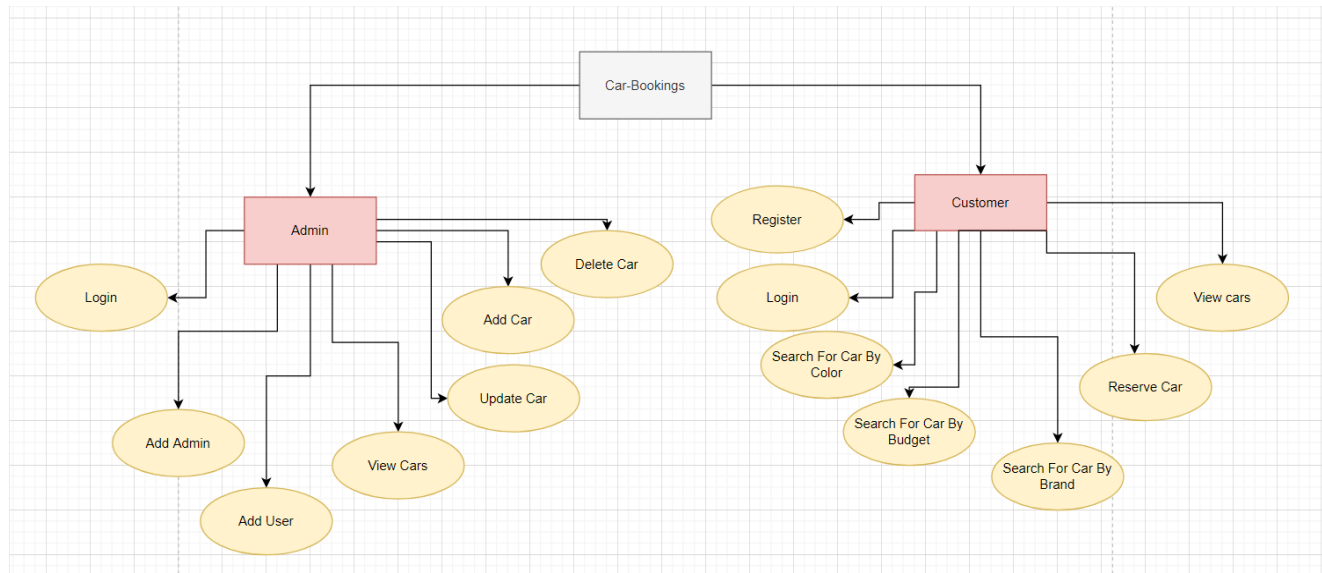 Car-Bookings
Admin
Login
Add Admin
Add User
View Cars
Update Car
Add Car
Delete Car
Customer
Register
Login
Search For Car By
Color
Search For Car By
Budget
Search For Car By
Brand
Reserve Car
View cars